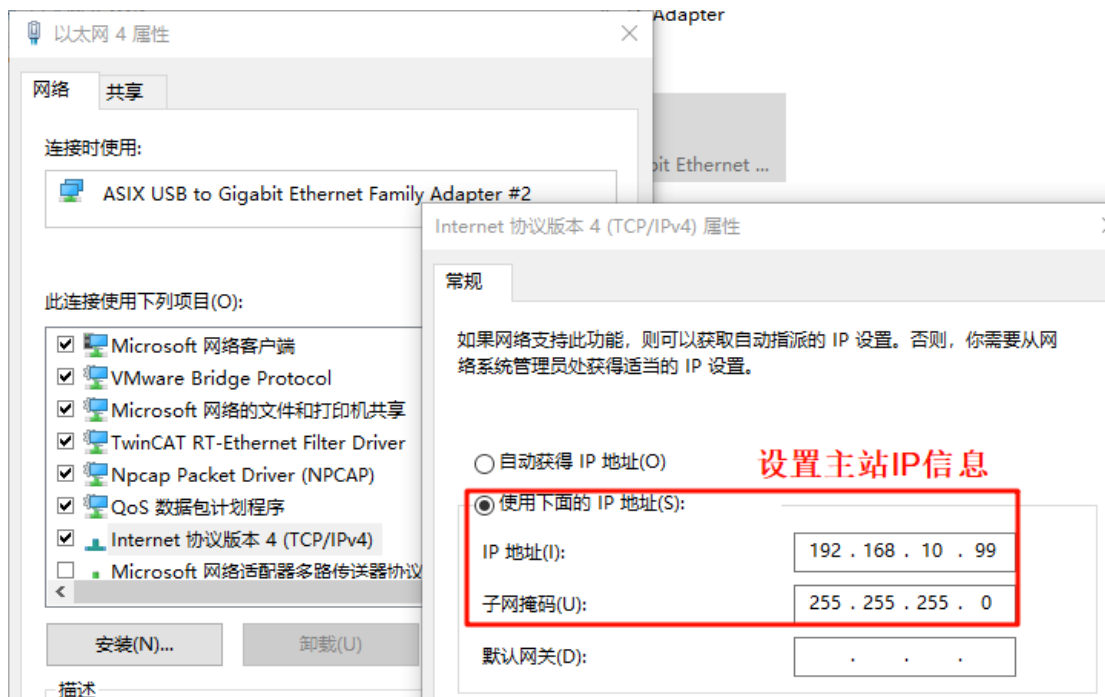 Adapter
以太网 4 属性
网络
共享
连接时使用:
bit Ethernet ...
ASIX USB to Gigabit Ethernet Family Adapter #2
Internet 协议版本 4 (TCP/IPv4) 属性
常规
此连接使用下列项目(O):
如果网络支持此功能，则可以获取自动指派的 IP 设置。否则，你需要从网
络系统管理员处获得适当的 IP 设置。
Microsoft 网络客户端
VMware Bridge Protocol
Microsoft 网络的文件和打印机共享
TwinCAT RT-Ethernet Filter Driver
Npcap Packet Driver (NPCAP)
QoS 数据包计划程序
Internet 协议版本 4 (TCP/IPv4)
Microsoft 网络适配器多路传送器协议
安装(N)...
卸载(U)
描述
自动获得 IP 地址(O)
设置主站IP信息
使用下面的 IP 地址(S):
IP 地址(I):
192 . 168 . 10 . 99
子网掩码(U):
255 . 255 . 255 . 0
默认网关(D):
. . .